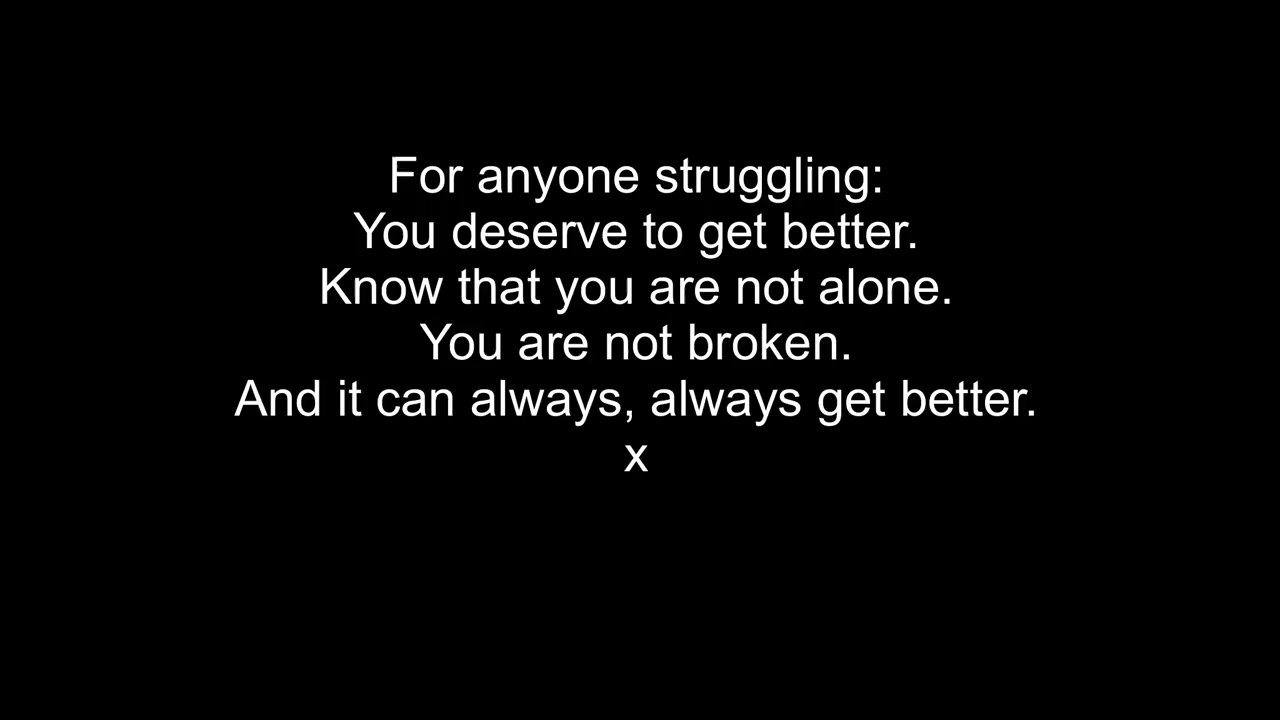 For anyone struggling:
You deserve to get better.
Know that you are not alone.
You are not broken.
And it can always, always get better.
x